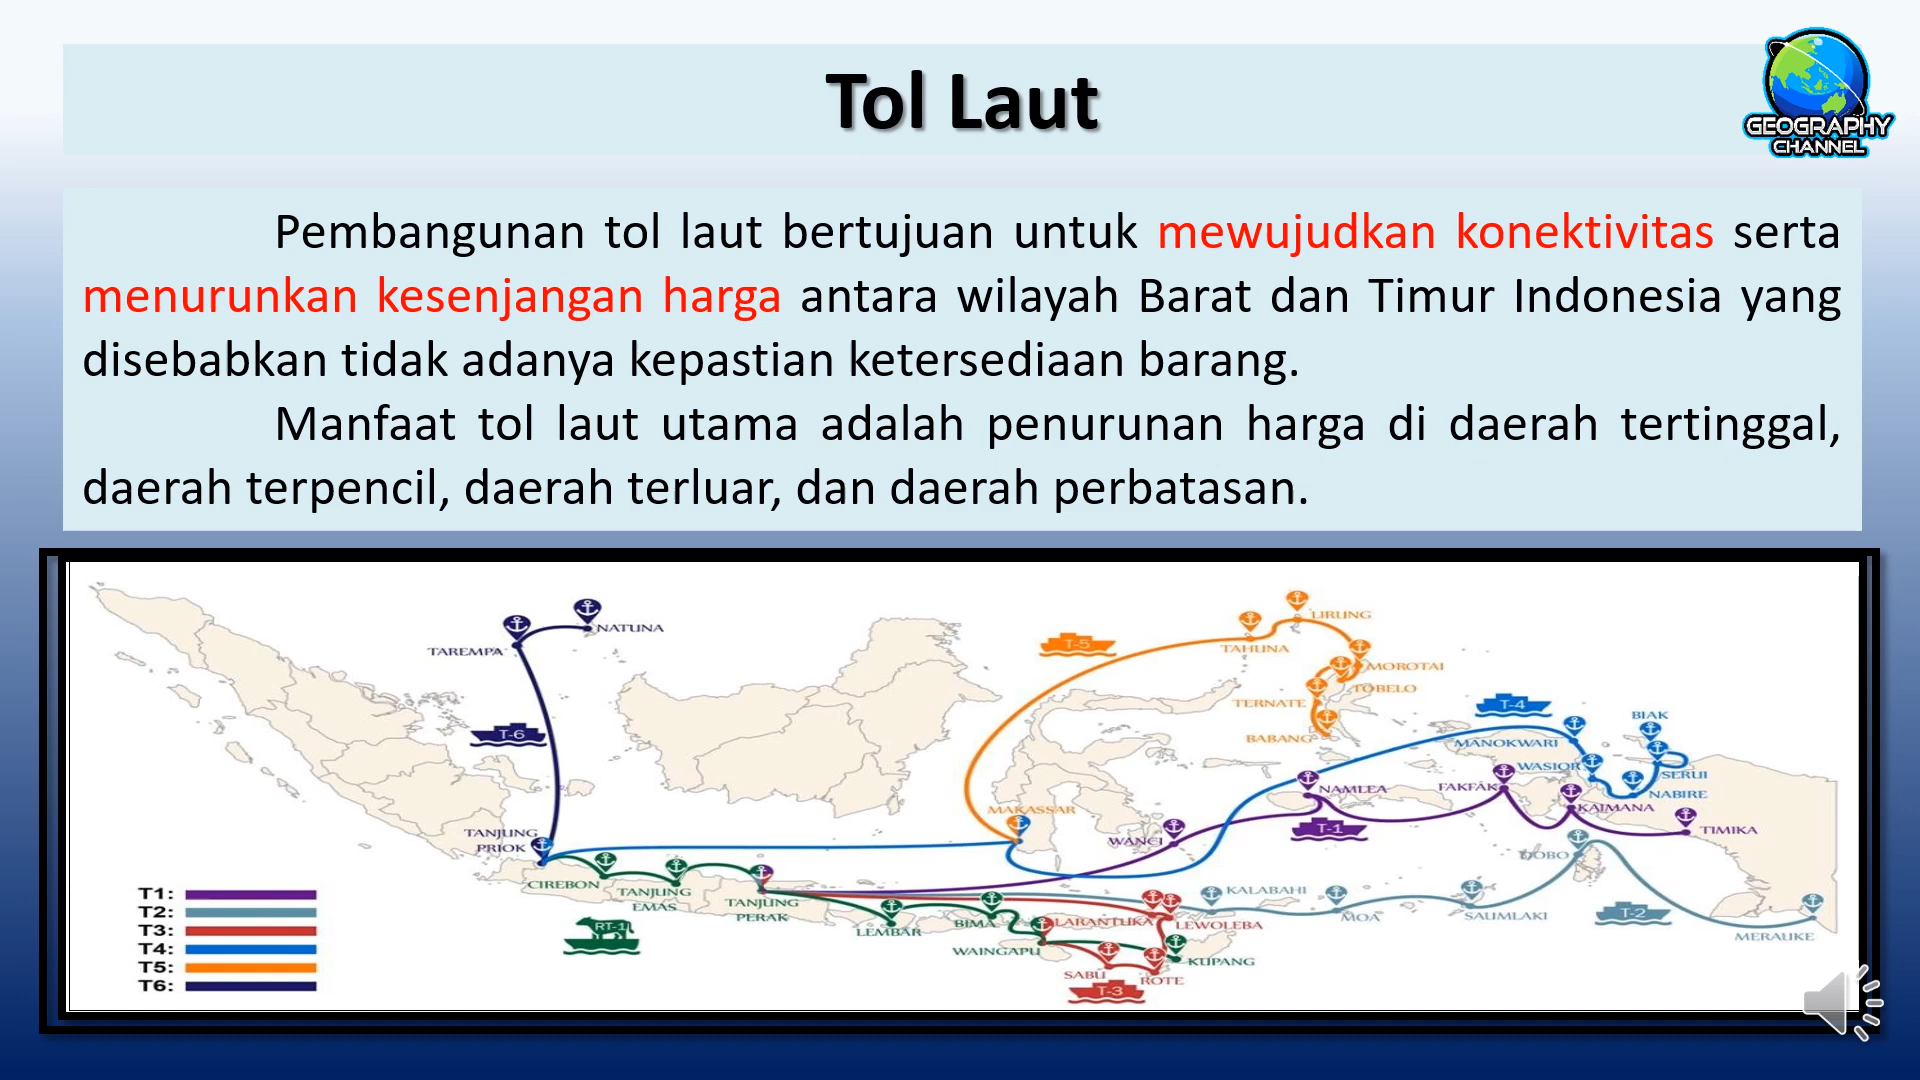 Tol Laut
GEOGRAPHY
CHANNEL
Pembangunan tol laut bertujuan untuk mewujudkan konektivitas serta
menurunkan kesenjangan harga antara wilayah Barat dan Timur Indonesia yang
disebabkan tidak adanya kepastian ketersediaan barang.
Manfaat tol laut utama adalah penurunan harga di daerah tertinggal,
daerah terpencil, daerah terluar, dan daerah perbatasan.
NATUNA
TAREMPA
T-6
TANJUNG
PRIOK
CIREBON
TANJUNG
EMAS
RT-1
TANJUNG
PERAK
LEMBAR
BIMA
WAINGAPU
MAKASSAR
T-5
TAHUNA
LIRUNG
MOROTAI
TOBELO
TERNATE
BABANG
T-4
MANOKWARI
WASIOR
BIAK
SERUI
NABIRE
NAMLEA
FAKFAK
KAIMANA
TIMIKA
T-1
WANCI
DOBO
KALABAHI
MOA
SAUMLAKI
T-2
MERAUKE
LARANTUKA
LEWOLEBA
KUPANG
SABU
ROTE
T-3
T1:
T2:
T3:
T4:
T5:
T6: